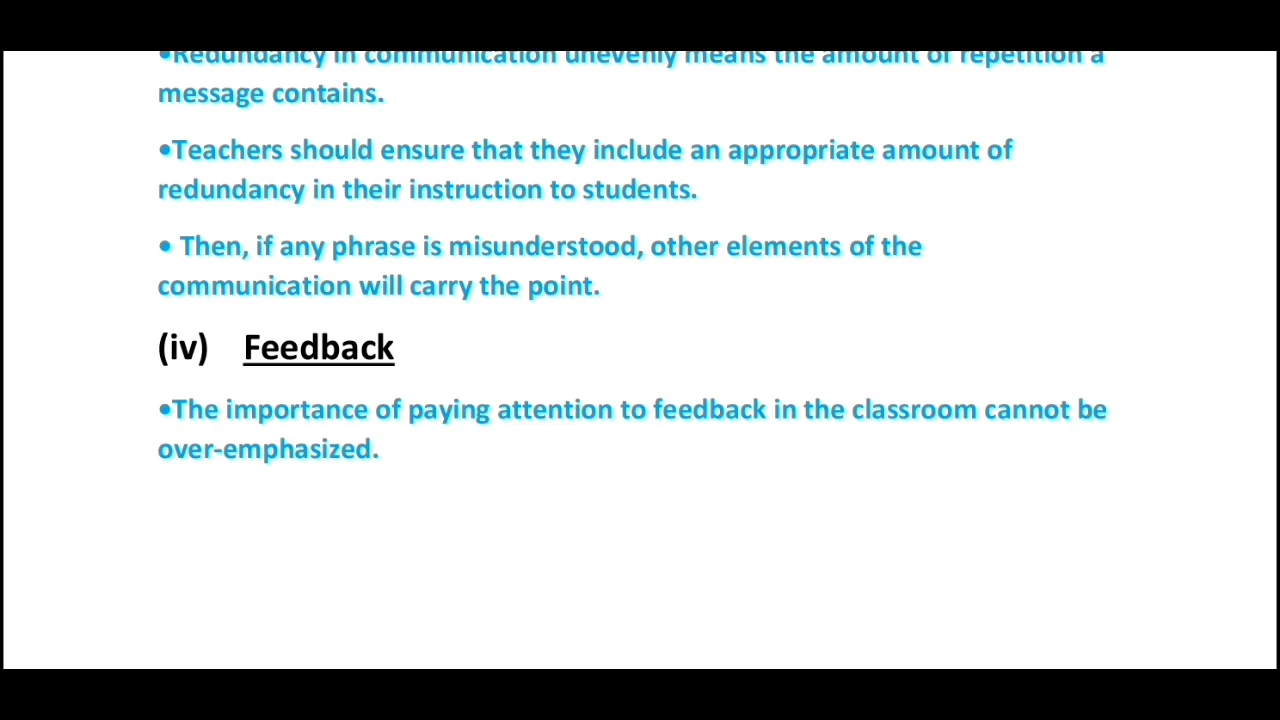 •Redundancy in communication unevenly means the amount of repetition a
message contains.
•Teachers should ensure that they include an appropriate amount of
redundancy in their instruction to students.
• Then, if any phrase is misunderstood, other elements of the
communication will carry the point.
(iv) Feedback
•The importance of paying attention to feedback in the classroom cannot be
over-emphasized.